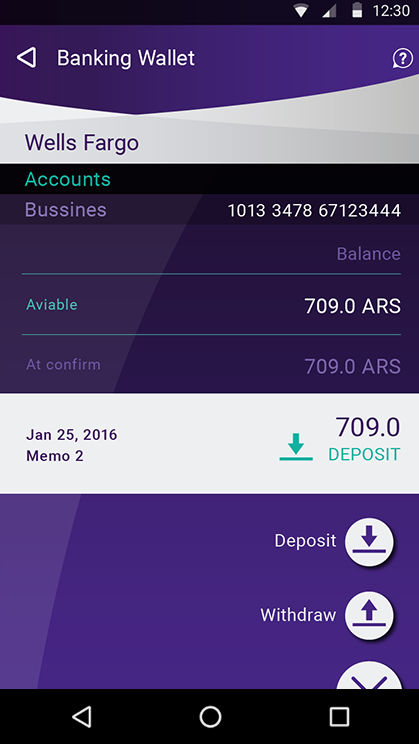 12:30
Banking Wallet
?
Wells Fargo
Accounts
Bussines 1013 3478 67123444
Balance
Aviable 709.0 ARS
At confirm 709.0 ARS
Jan 25, 2016 709.0
Memo 2 DEPOSIT
Deposit
Withdraw